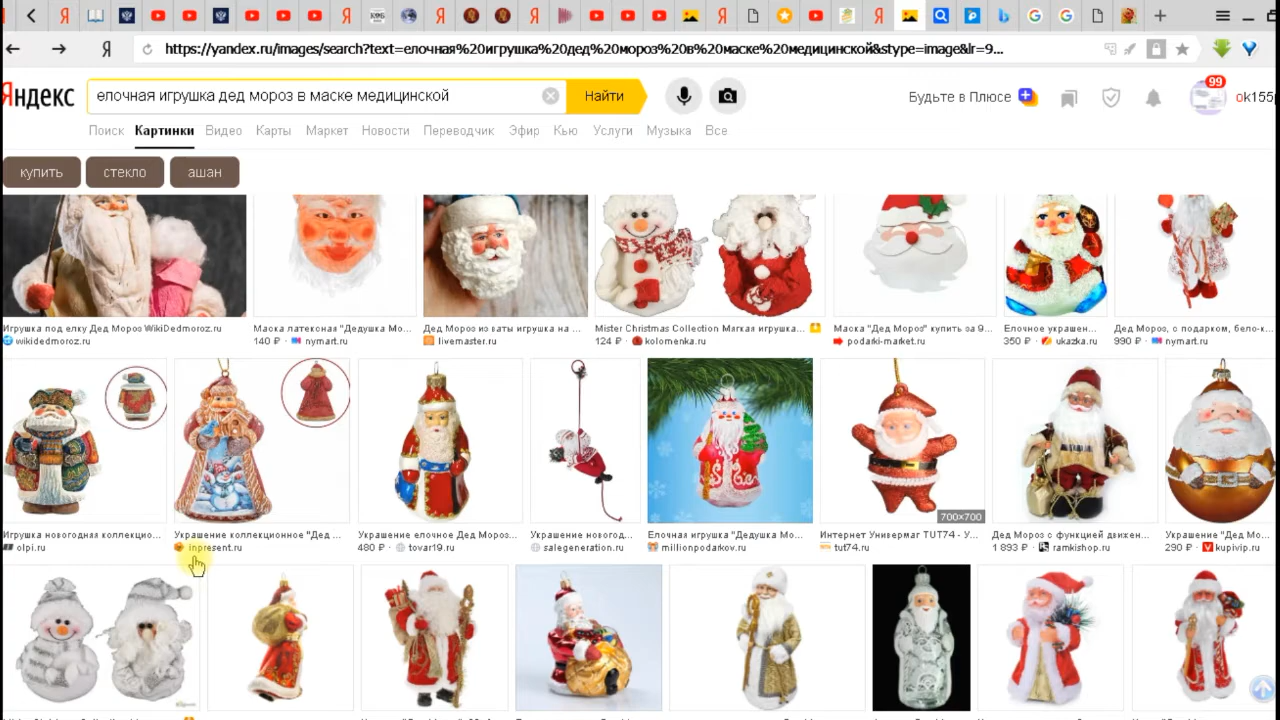 https://yandex.ru/images/search?text=елочная%20игрушка%20дед%20мороз%20в%20маске%20медицинской&stype=image&lr=9...
Яндекс
елочная игрушка дед мороз в маске медицинской
Найти
Будьте в Плюсе
99
ok155
Поиск Картинки Видео Карты Маркет Новости Переводчик Эфир Кью Услуги Музыка Все
купить стекло ашан
Игрушка под елку Дед Мороз WikiDedmoroz.ru
wikidedmoroz.ru
Маска латексная "Дедушка Мо...
140 ₽ · nymart.ru
Дед Мороз из ваты игрушка на ...
livemaster.ru
Mister Christmas Collection Мягкая игрушка...
124 ₽ · kolomenka.ru
Маска "Дед Мороз" купить за 9...
podarki-market.ru
Елочное украшен...
350 ₽ · ukazka.ru
Дед Мороз, с подарком, бело-к...
990 ₽ · nymart.ru
Игрушка новогодняя коллекцио...
olpi.ru
Украшение коллекционное "Дед ...
inpresent.ru
Украшение елочное Дед Мороз...
480 ₽ · tovar19.ru
Украшение новогод...
salegeneration.ru
Елочная игрушка "Дедушка Мо...
millionpodarkov.ru
700×700
Интернет Универмаг TUT74 - У...
tut74.ru
Дед Мороз с функцией движен...
1 893 ₽ · ramkishop.ru
Украшение "Дед Мо...
290 ₽ · kupivip.ru